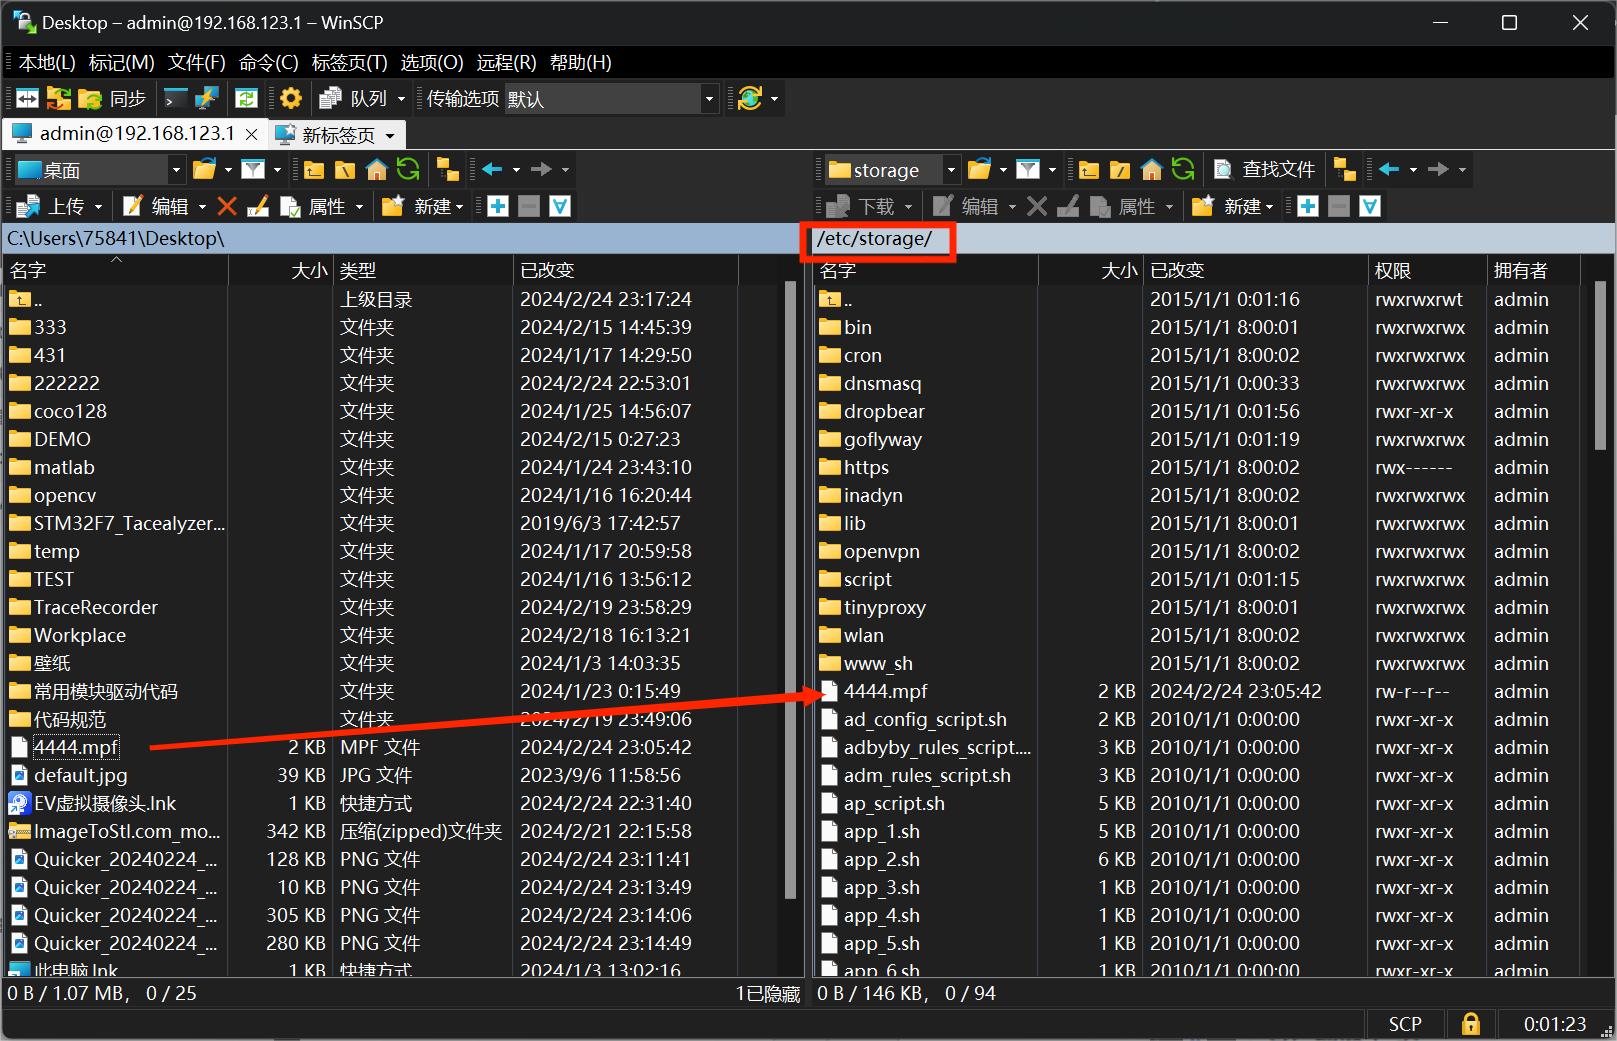 Desktop – admin@192.168.123.1 – WinSCP
本地(L) 标记(M) 文件(F) 命令(C) 标签页(T) 选项(O) 远程(R) 帮助(H)
同步 队列 传输选项 默认
admin@192.168.123.1 新标签页
桌面 storage 查找文件
上传 编辑 属性 新建 下载 编辑 属性 新建
C:\Users\75841\Desktop\ /etc/storage/
名字 大小 类型 已改变 名字 大小 已改变 权限 拥有者
.. 上级目录 2024/2/24 23:17:24 .. 2015/1/1 0:01:16 rwxrwxrwt admin
333 文件夹 2024/2/15 14:45:39 bin 2015/1/1 8:00:01 rwxrwxrwx admin
431 文件夹 2024/1/17 14:29:50 cron 2015/1/1 8:00:02 rwxrwxrwx admin
222222 文件夹 2024/2/24 22:53:01 dnsmasq 2015/1/1 0:00:33 rwxrwxrwx admin
coco128 文件夹 2024/1/25 14:56:07 dropbear 2015/1/1 0:01:56 rwxr-xr-x admin
DEMO 文件夹 2024/2/15 0:27:23 goflyway 2015/1/1 0:01:19 rwxrwxrwx admin
matlab 文件夹 2024/1/24 23:43:10 https 2015/1/1 8:00:02 rwx------ admin
opencv 文件夹 2024/1/16 16:20:44 inadyn 2015/1/1 8:00:02 rwxrwxrwx admin
STM32F7_Tacealyzer... 文件夹 2019/6/3 17:42:57 lib 2015/1/1 8:00:01 rwxrwxrwx admin
temp 文件夹 2024/1/17 20:59:58 openvpn 2015/1/1 8:00:02 rwxrwxrwx admin
TEST 文件夹 2024/1/16 13:56:12 script 2015/1/1 0:01:15 rwxrwxrwx admin
TraceRecorder 文件夹 2024/2/19 23:58:29 tinyproxy 2015/1/1 8:00:01 rwxrwxrwx admin
Workplace 文件夹 2024/2/18 16:13:21 wlan 2015/1/1 8:00:02 rwxrwxrwx admin
壁纸 文件夹 2024/1/3 14:03:35 www_sh 2015/1/1 8:00:02 rwxrwxrwx admin
常用模块驱动代码 文件夹 2024/1/23 0:15:49 4444.mpf 2 KB 2024/2/24 23:05:42 rw-r--r-- admin
代码规范 文件夹 2024/2/19 23:49:06 ad_config_script.sh 2 KB 2010/1/1 0:00:00 rwxr-xr-x admin
4444.mpf 2 KB MPF 文件 2024/2/24 23:05:42 adbyby_rules_script.... 3 KB 2010/1/1 0:00:00 rwxr-xr-x admin
default.jpg 39 KB JPG 文件 2023/9/6 11:58:56 adm_rules_script.sh 3 KB 2010/1/1 0:00:00 rwxr-xr-x admin
EV虚拟摄像头.lnk 1 KB 快捷方式 2024/2/24 22:31:40 ap_script.sh 5 KB 2010/1/1 0:00:00 rwxr-xr-x admin
ImageToStl.com_mo... 342 KB 压缩(zipped)文件夹 2024/2/21 22:15:58 app_1.sh 5 KB 2010/1/1 0:00:00 rwxr-xr-x admin
Quicker_20240224_... 128 KB PNG 文件 2024/2/24 23:11:41 app_2.sh 6 KB 2010/1/1 0:00:00 rwxr-xr-x admin
Quicker_20240224_... 10 KB PNG 文件 2024/2/24 23:13:49 app_3.sh 1 KB 2010/1/1 0:00:00 rwxr-xr-x admin
Quicker_20240224_... 305 KB PNG 文件 2024/2/24 23:14:06 app_4.sh 1 KB 2010/1/1 0:00:00 rwxr-xr-x admin
Quicker_20240224_... 280 KB PNG 文件 2024/2/24 23:14:49 app_5.sh 1 KB 2010/1/1 0:00:00 rwxr-xr-x admin
此电脑.lnk 1 KB 快捷方式 2024/1/3 13:02:16 app_6.sh 1 KB 2010/1/1 0:00:00 rwxr-xr-x admin
0 B / 1.07 MB， 0 / 25 1已隐藏 0 B / 146 KB， 0 / 94
SCP 0:01:23